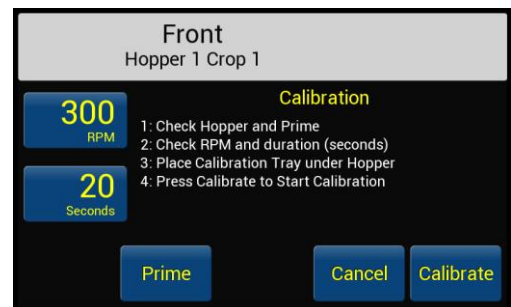 Front
Hopper 1 Crop 1
300
RPM
20
Seconds
Calibration
1: Check Hopper and Prime
2: Check RPM and duration (seconds)
3: Place Calibration Tray under Hopper
4: Press Calibrate to Start Calibration
Prime
Cancel
Calibrate